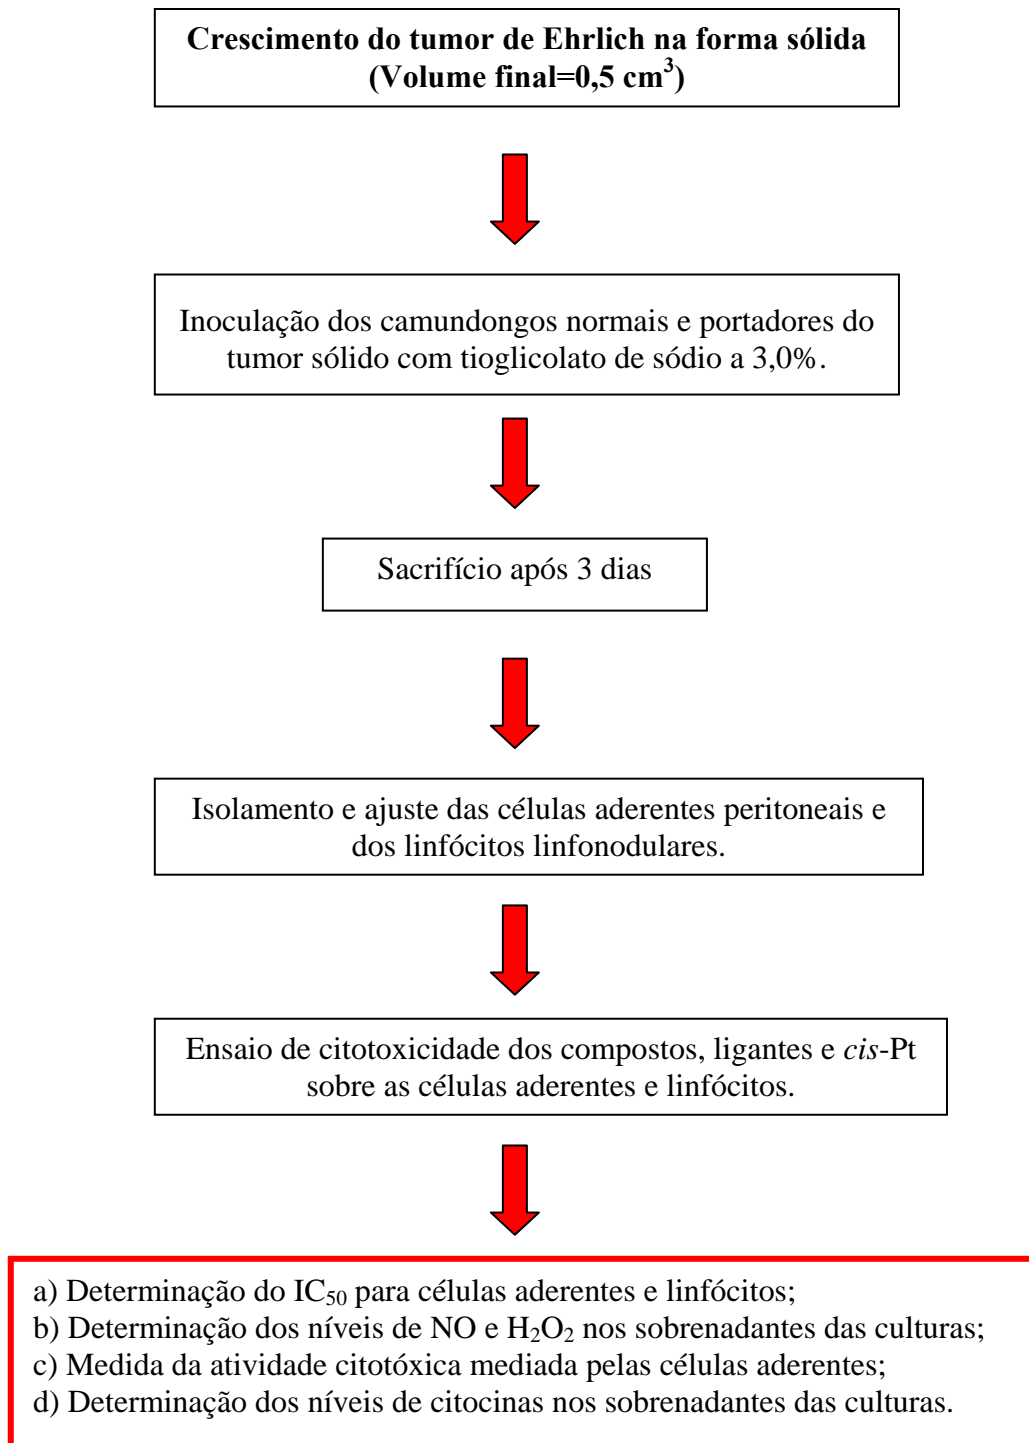 Crescimento do tumor de Ehrlich na forma sólida
(Volume final=0,5 cm³)
Inoculação dos camundongos normais e portadores do
tumor sólido com tioglicolato de sódio a 3,0%.
Sacrifício após 3 dias
Isolamento e ajuste das células aderentes peritoneais e
dos linfócitos linfonodulares.
Ensaio de citotoxicidade dos compostos, ligantes e cis-Pt
sobre as células aderentes e linfócitos.
a) Determinação do IC₅₀ para células aderentes e linfócitos;
b) Determinação dos níveis de NO e H₂O₂ nos sobrenadantes das culturas;
c) Medida da atividade citotóxica mediada pelas células aderentes;
d) Determinação dos níveis de citocinas nos sobrenadantes das culturas.